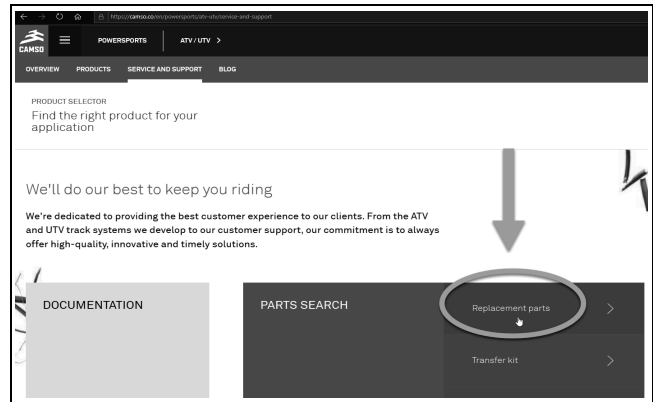 https://camso.co/en/powersports/atv-utv/service-and-support
CAMSO
POWERSPORTS
ATV / UTV >
OVERVIEW PRODUCTS SERVICE AND SUPPORT BLOG
PRODUCT SELECTOR
Find the right product for your
application
We'll do our best to keep you riding
We're dedicated to providing the best customer experience to our clients. From the ATV
and UTV track systems we develop to our customer support, our commitment is to always
offer high-quality, innovative and timely solutions.
DOCUMENTATION
PARTS SEARCH
Replacement parts
Transfer kit